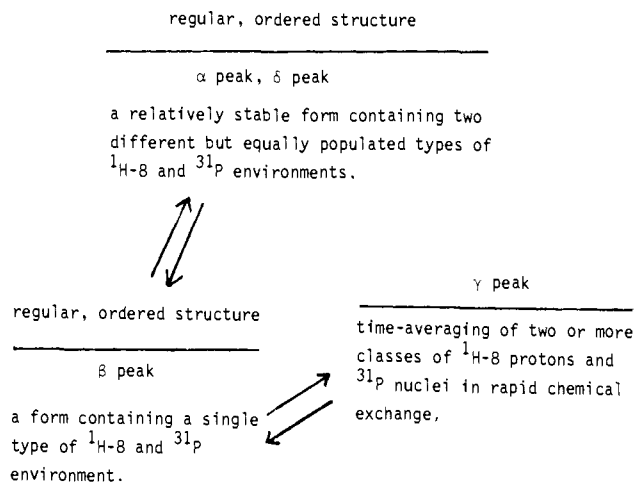 regular, ordered structure
α peak, δ peak
a relatively stable form containing two
different but equally populated types of
¹H-8 and ³¹P environments.
regular, ordered structure
β peak
a form containing a single
type of ¹H-8 and ³¹P
environment.
γ peak
time-averaging of two or more
classes of ¹H-8 protons and
³¹P nuclei in rapid chemical
exchange,